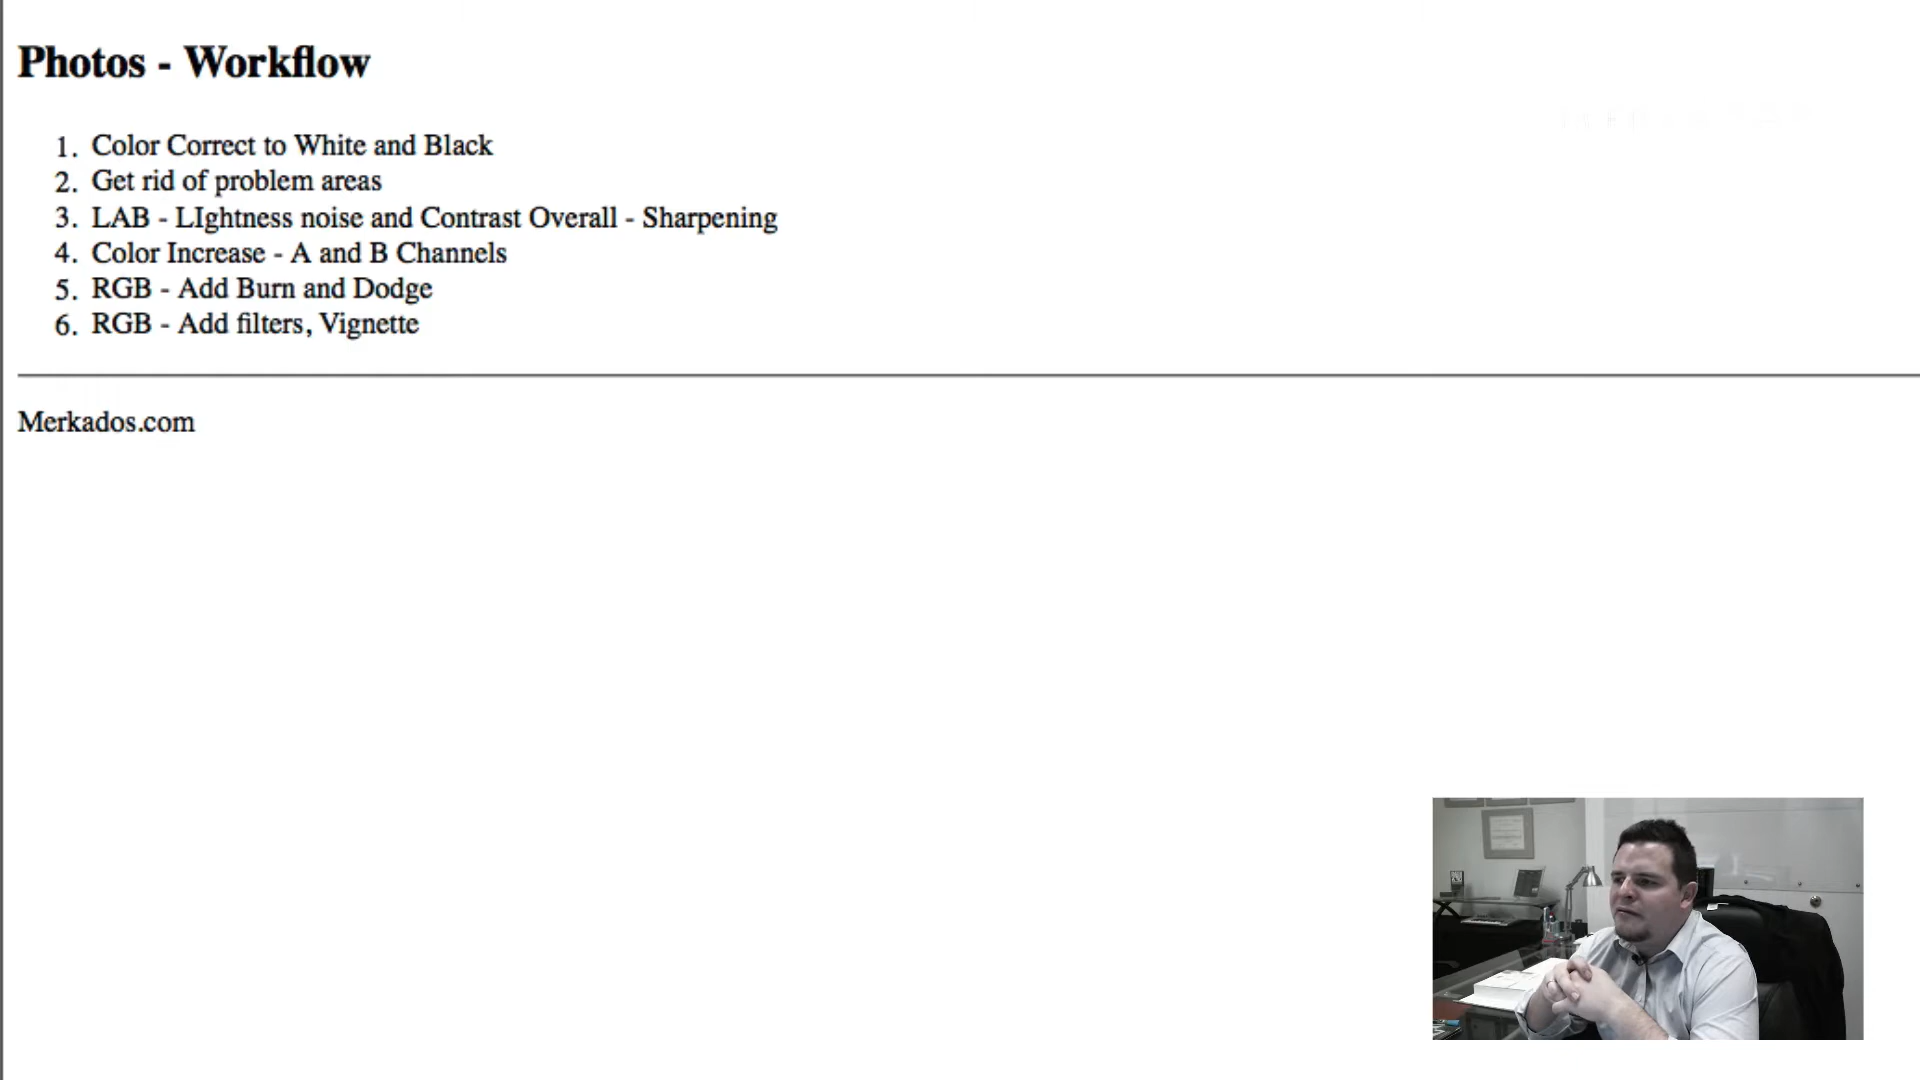 Photos - Workflow
1. Color Correct to White and Black
2. Get rid of problem areas
3. LAB - LIghtness noise and Contrast Overall - Sharpening
4. Color Increase - A and B Channels
5. RGB - Add Burn and Dodge
6. RGB - Add filters, Vignette
Merkados.com